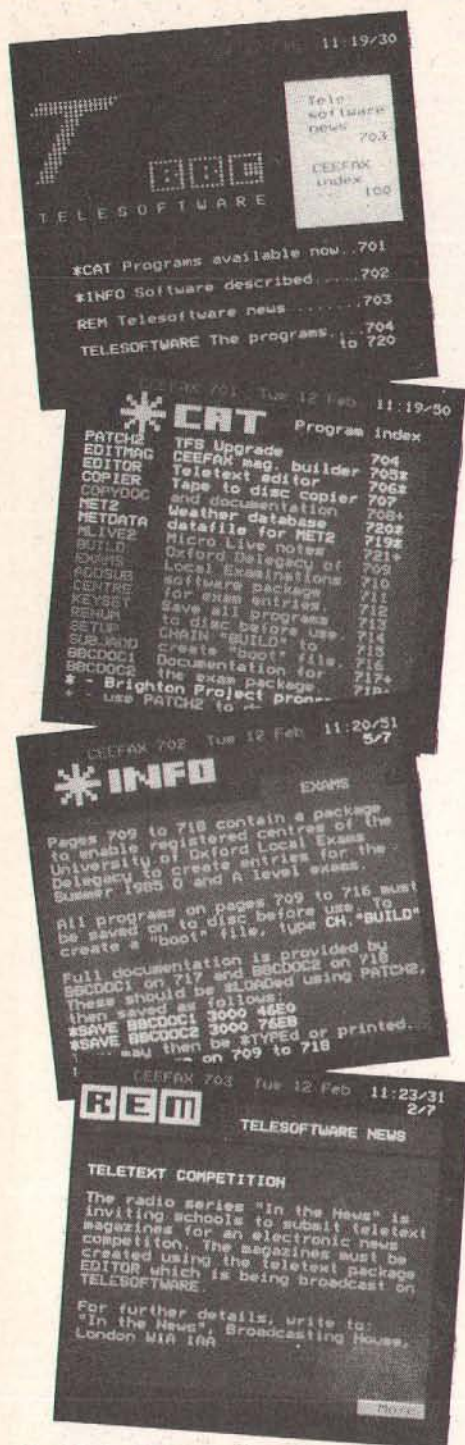 11:19/30
Tele-
software
news
703
CEEFAX
index
... 100
T
BBC
TELESOFTWARE
*CAT Programs available now..701
*INFO Software described.....702
REM Telesoftware news........703
TELESOFTWARE The programs....704
to 720
CEEFAX 701 Tue 12 Feb 11:19/50
*CAT Program index
PATCH2 TFS Upgrade 704
EDITMAG CEEFAX mag. builder 705*
EDITOR Teletext editor 706*
COPIER Tape to disc copier 707
COPYDOC and documentation 708+
MET2 Weather database 720*
METDATA datafile for MET2 719*
MLIVE2 Micro Live notes 721+
BUILD Oxford Delegacy of 709
EXAMS Local Examinations 710
ADDSUB software package 711
CENTRE for exam entries. 712
KEYSET Save all programs 713
RENUM to disc before use. 714
SETUP CHAIN "BUILD" to 715
SUBJADD create "boot" file. 716
BBCDOC1 Documentation for 717+
BBCDOC2 the exam package 718+
* - Brighton Project
+ - use PATCH2 to
CEEFAX 702 Tue 12 Feb 11:20/51
5/7
*INFO
EXAMS
Pages 709 to 718 contain a package
to enable registered centres of the
University of Oxford Local Exams
Delegacy to create entries for the
Summer 1985 O and A level exams.
All programs on pages 709 to 716 must
be saved on to disc before use. To
create a "boot" file, type CH."BUILD"
Full documentation is provided by
BBCDOC1 on 717 and BBCDOC2 on 718
These should be *LOADed using PATCH2,
then saved as follows:
*SAVE BBCDOC1 3000 46E0
*SAVE BBCDOC2 3000 76EB
may then be *TYPEd or printed..
on 709 to 718
CEEFAX 703 Tue 12 Feb 11:23/31
2/7
REM
TELESOFTWARE NEWS
TELETEXT COMPETITION
The radio series "In the News" is
inviting schools to submit teletext
magazines for an electronic news
competiton. The magazines must be
created using the teletext package
EDITOR which is being broadcast on
TELESOFTWARE.
For further details, write to:
"In the News", Broadcasting House,
London W1A 1AA
More